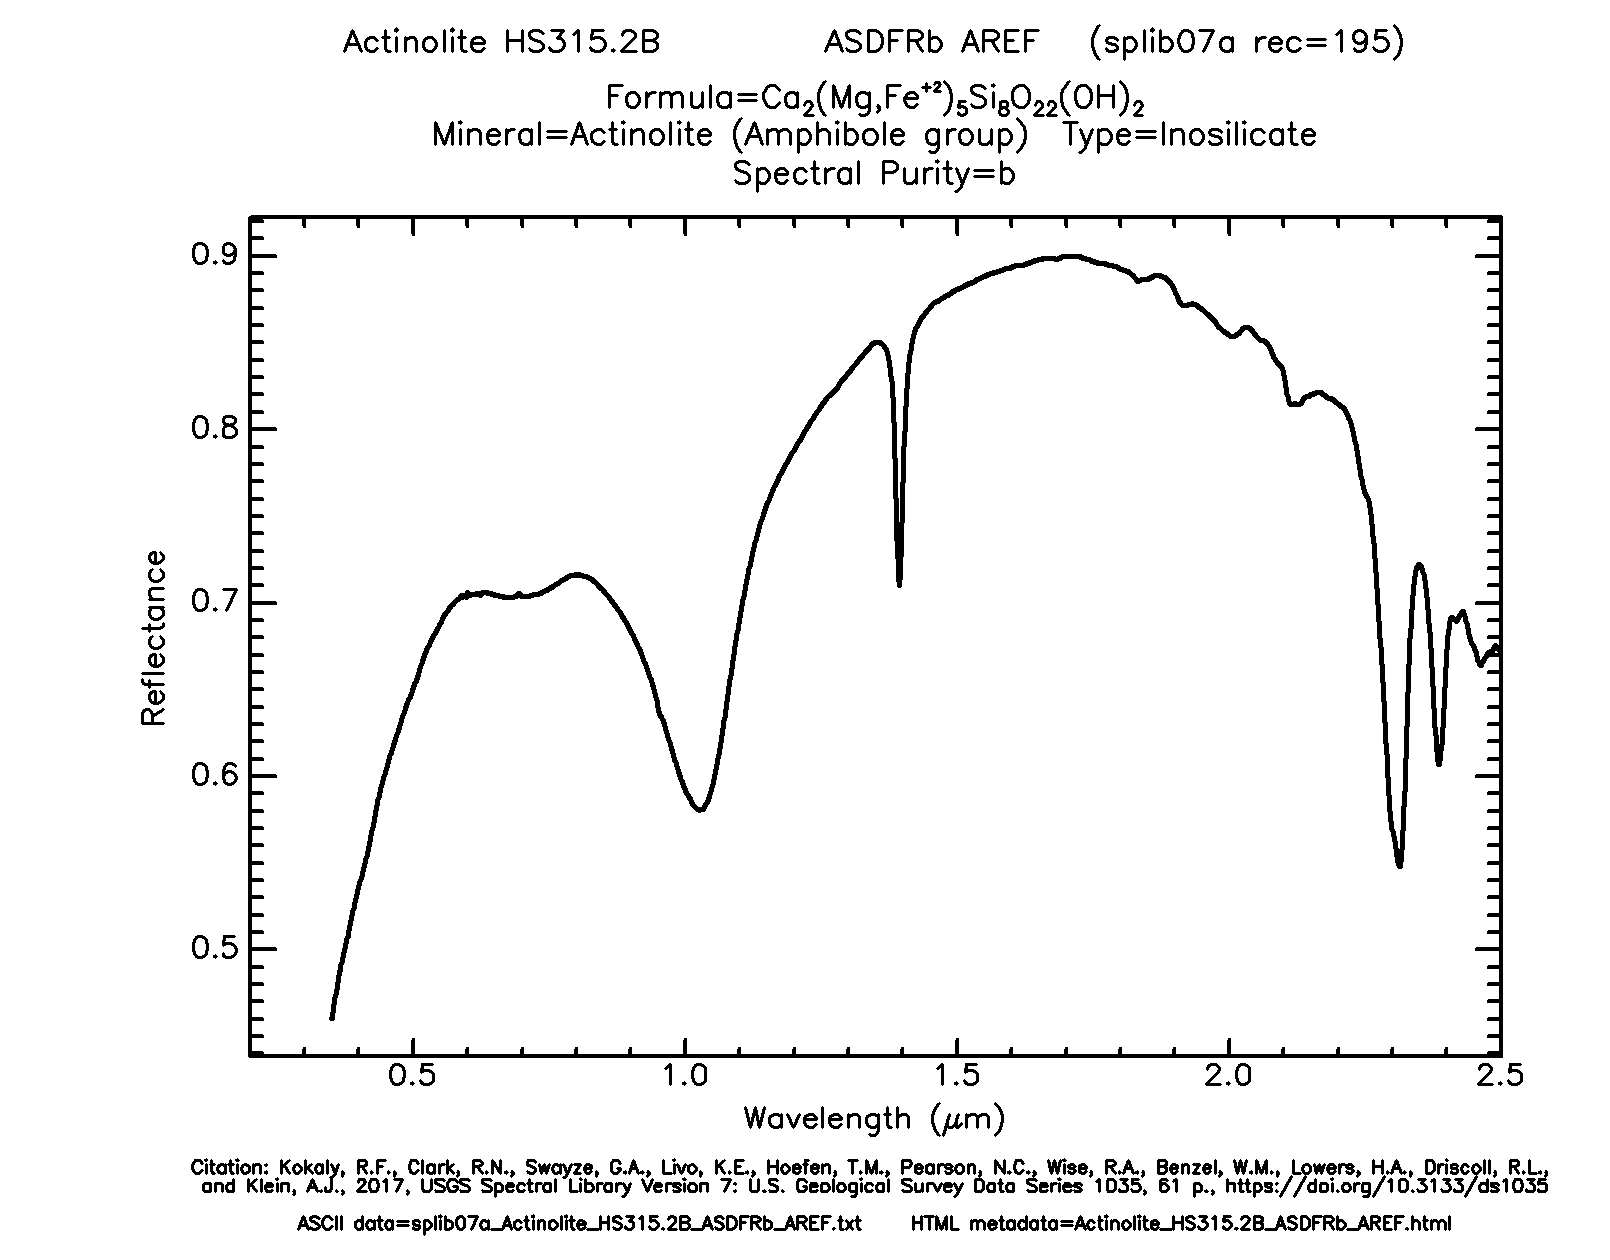 Actinolite HS315.2B ASDFRb AREF (splib07a rec=195)
Formula=Ca₂(Mg,Fe⁺²)₅Si₈O₂₂(OH)₂
Mineral=Actinolite (Amphibole group) Type=Inosilicate
Spectral Purity=b
0.9
0.8
0.7
0.6
0.5
Reflectance
0.5 1.0 1.5 2.0 2.5
Wavelength (μm)
Citation: Kokaly, R.F., Clark, R.N., Swayze, G.A., Livo, K.E., Hoefen, T.M., Pearson, N.C., Wise, R.A., Benzel, W.M., Lowers, H.A., Driscoll, R.L.,
and Klein, A.J., 2017, USGS Spectral Library Version 7: U.S. Geological Survey Data Series 1035, 61 p., https://doi.org/10.3133/ds1035
ASCII data=splib07a_Actinolite_HS315.2B_ASDFRb_AREF.txt HTML metadata=Actinolite_HS315.2B_ASDFRb_AREF.html